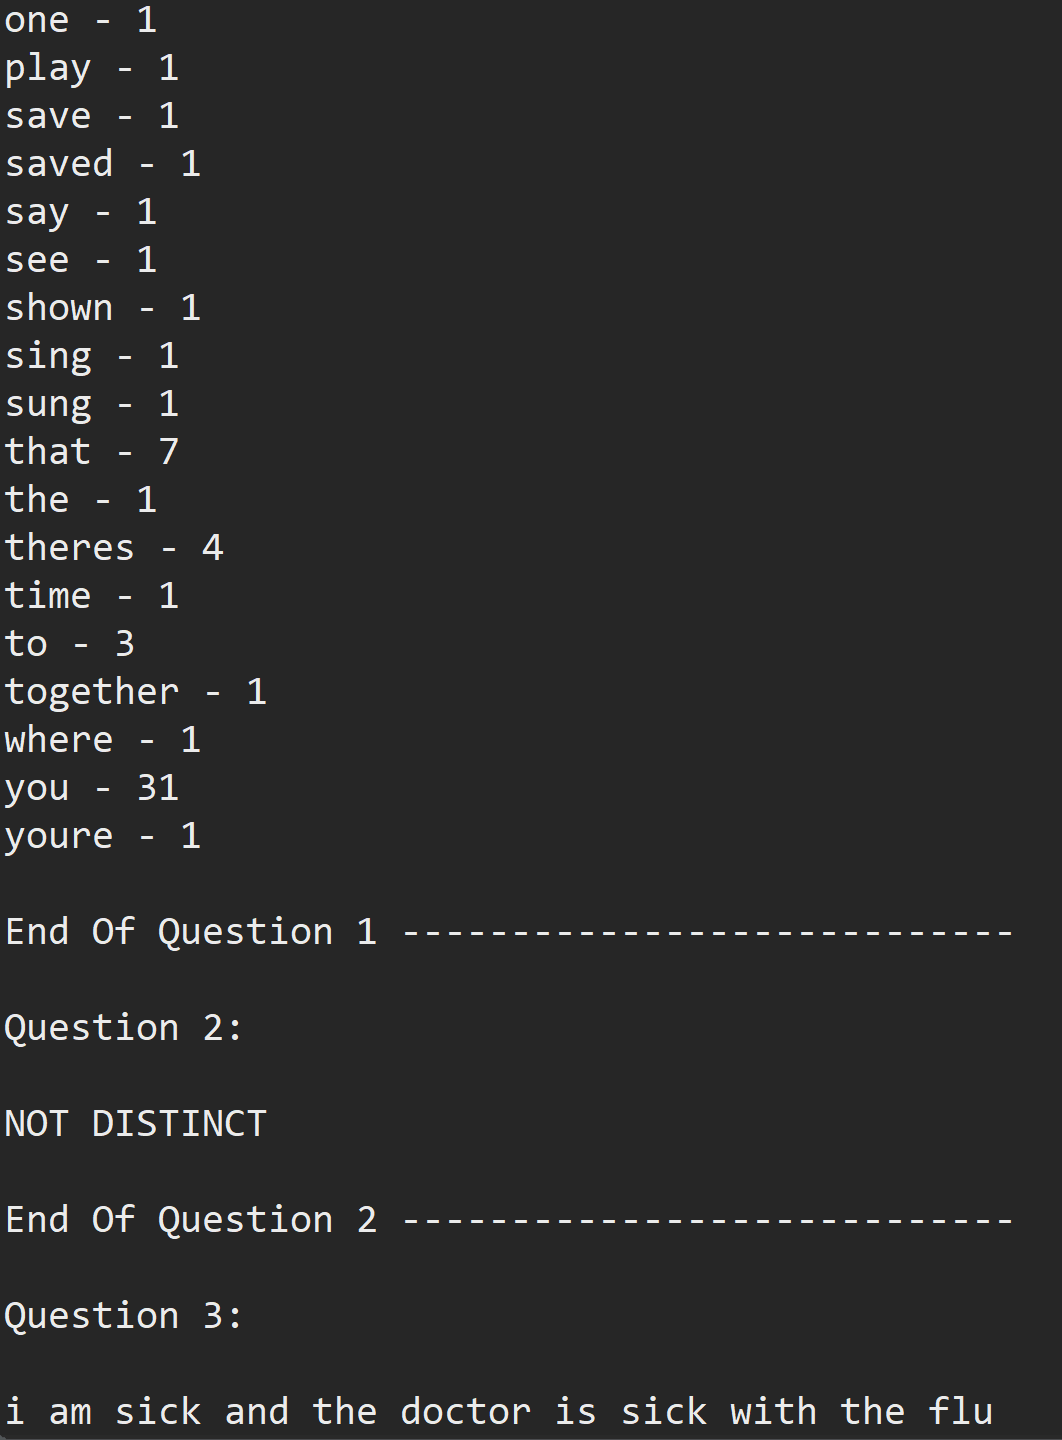 one - 1
play - 1
save - 1
saved - 1
say - 1
see - 1
shown - 1
sing - 1
sung - 1
that - 7
the - 1
theres - 4
time - 1
to - 3
together - 1
where - 1
you - 31
youre - 1
End Of Question 1 ----------------------------
Question 2:
NOT DISTINCT
End Of Question 2 ----------------------------
Question 3:
i am sick and the doctor is sick with the flu